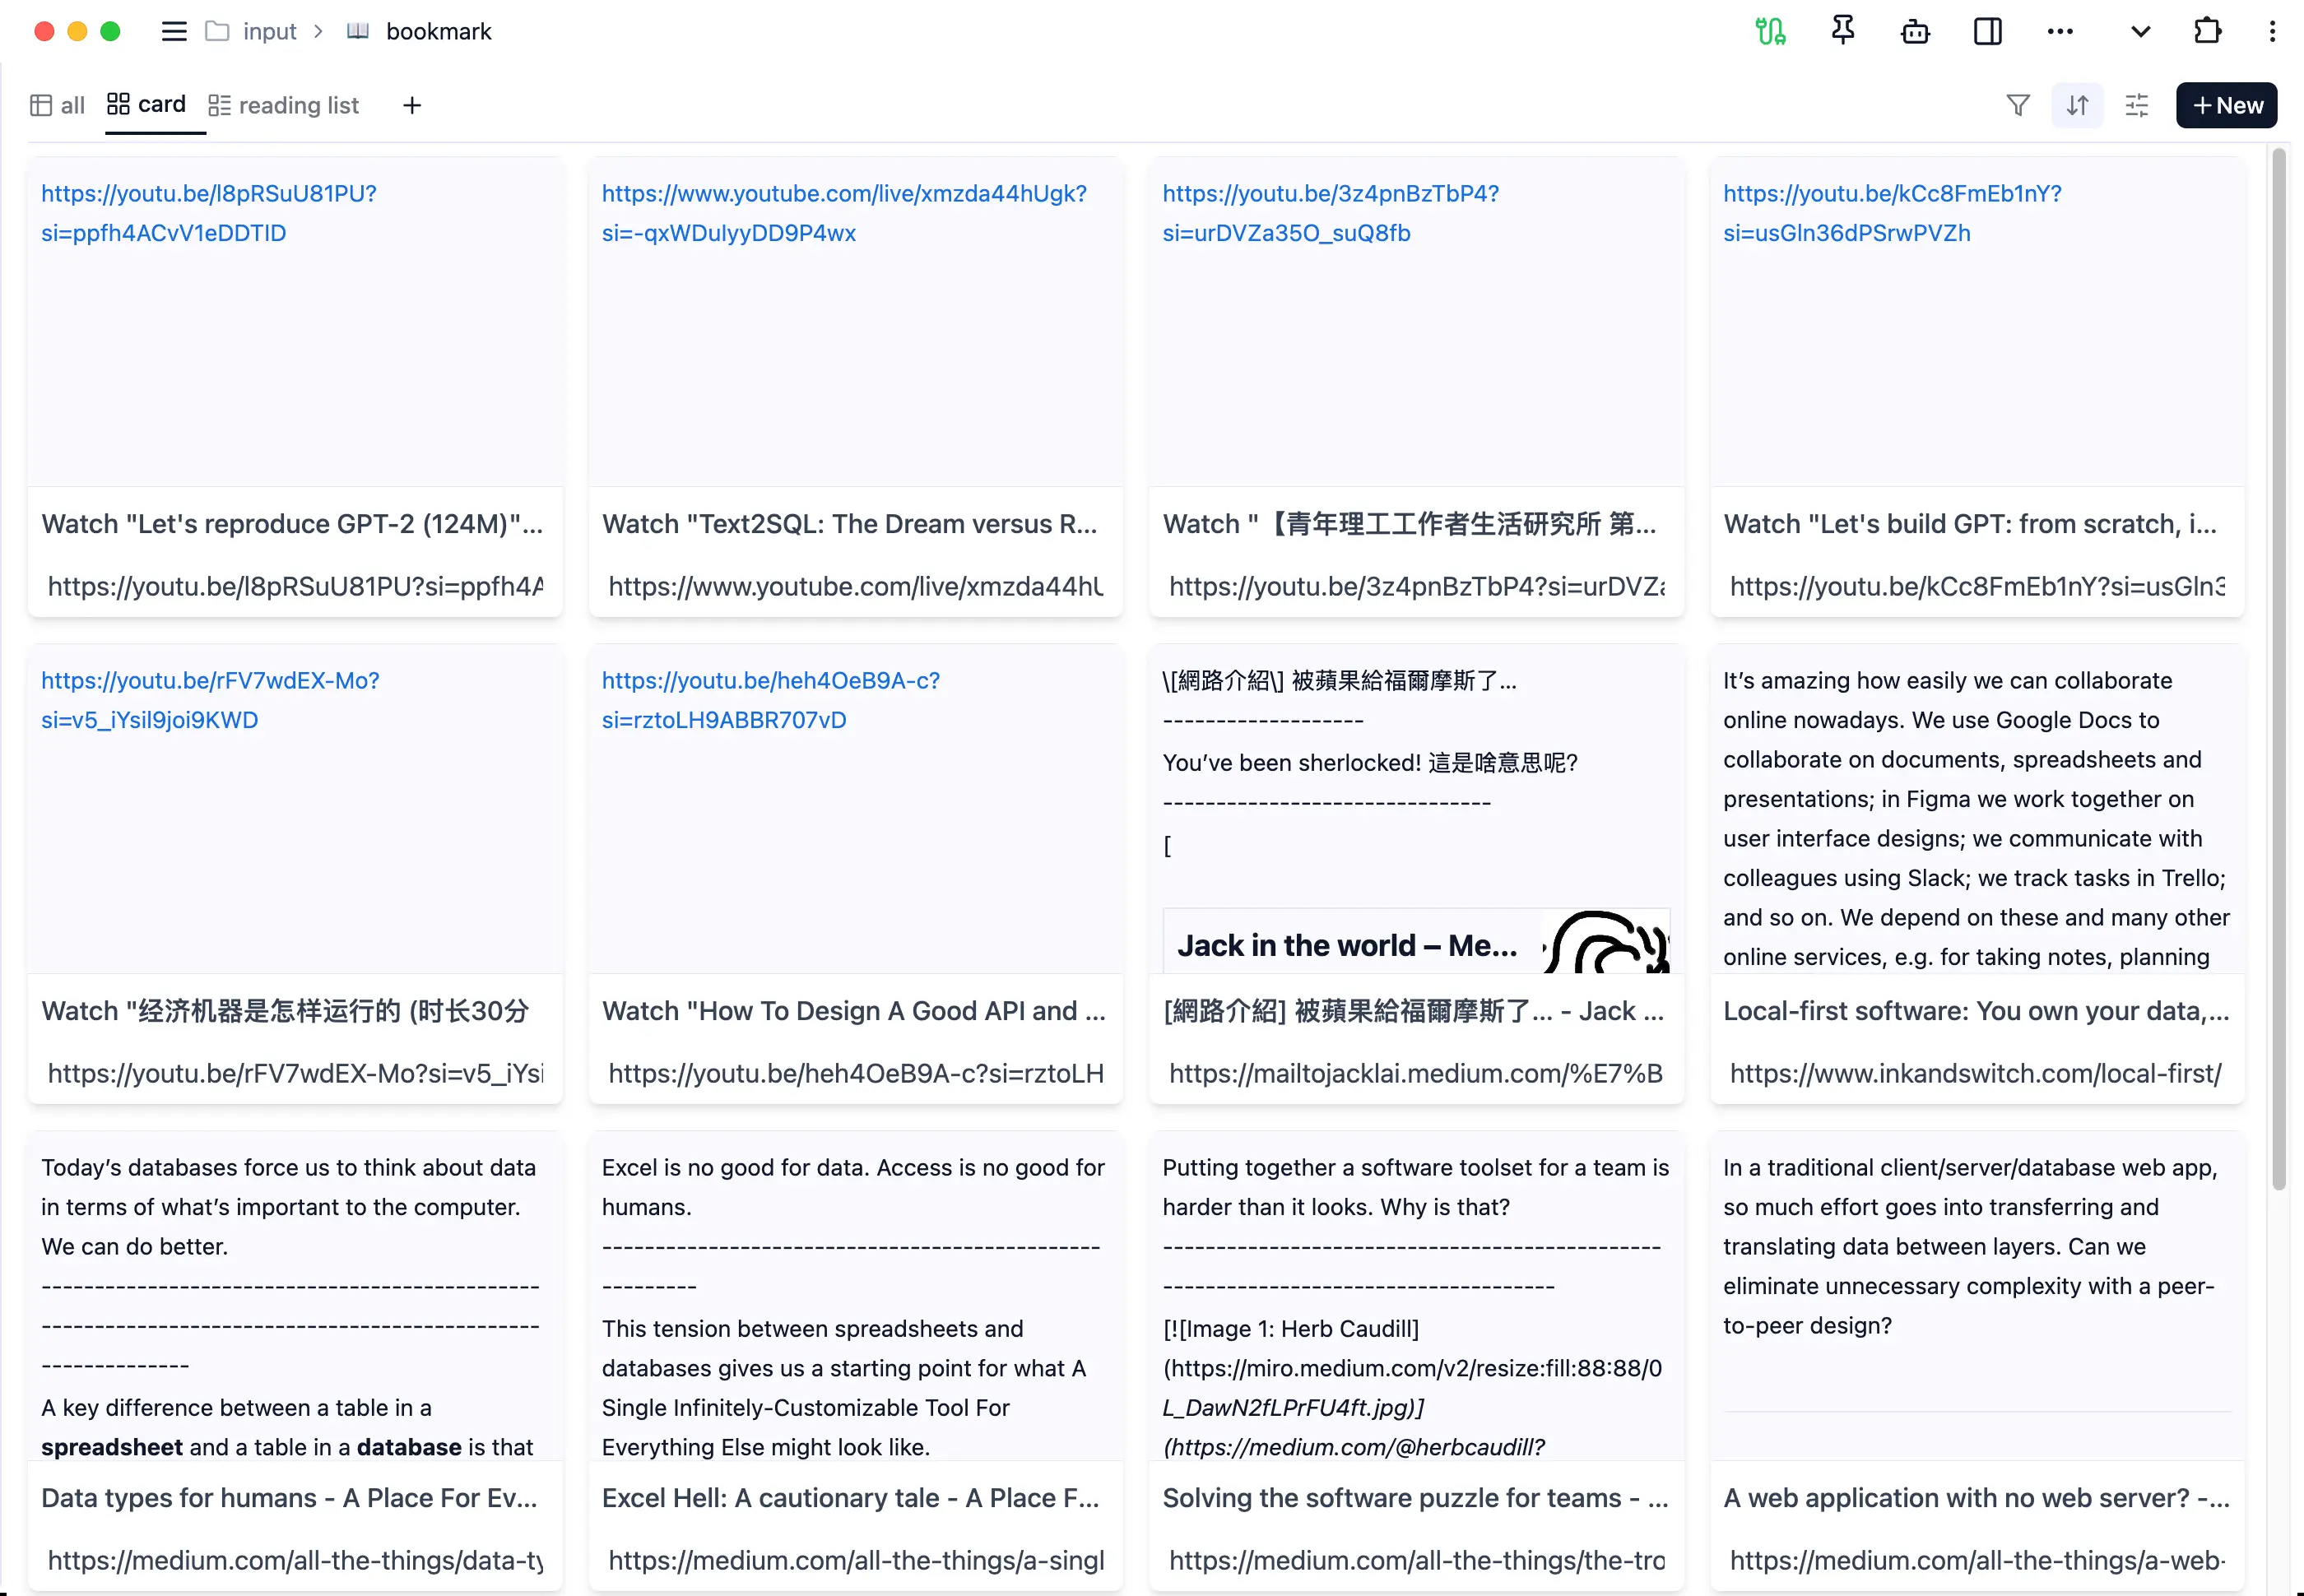 input > bookmark
all card reading list +
+ New
https://youtu.be/l8pRSuU81PU?
si=ppfh4ACvV1eDDTID
Watch "Let's reproduce GPT-2 (124M)"...
https://youtu.be/l8pRSuU81PU?si=ppfh4A
https://www.youtube.com/live/xmzda44hUgk?
si=-qxWDulyyDD9P4wx
Watch "Text2SQL: The Dream versus R...
https://www.youtube.com/live/xmzda44hU
https://youtu.be/3z4pnBzTbP4?
si=urDVZa35O_suQ8fb
Watch "【青年理工工作者生活研究所 第...
https://youtu.be/3z4pnBzTbP4?si=urDVZa
https://youtu.be/kCc8FmEb1nY?
si=usGln36dPSrwPVZh
Watch "Let's build GPT: from scratch, i...
https://youtu.be/kCc8FmEb1nY?si=usGln3
https://youtu.be/rFV7wdEX-Mo?
si=v5_iYsil9joi9KWD
Watch "经济机器是怎样运行的 (时长30分
https://youtu.be/rFV7wdEX-Mo?si=v5_iYsi
https://youtu.be/heh4OeB9A-c?
si=rztoLH9ABBR707vD
Watch "How To Design A Good API and ...
https://youtu.be/heh4OeB9A-c?si=rztoLH
\[網路介紹\] 被蘋果給福爾摩斯了...
-------------------
You’ve been sherlocked! 這是啥意思呢?
-------------------------------
[
Jack in the world – Me...
[網路介紹] 被蘋果給福爾摩斯了... - Jack ...
https://mailtojacklai.medium.com/%E7%B
It’s amazing how easily we can collaborate
online nowadays. We use Google Docs to
collaborate on documents, spreadsheets and
presentations; in Figma we work together on
user interface designs; we communicate with
colleagues using Slack; we track tasks in Trello;
and so on. We depend on these and many other
online services, e.g. for taking notes, planning
Local-first software: You own your data,...
https://www.inkandswitch.com/local-first/
Today’s databases force us to think about data
in terms of what’s important to the computer.
We can do better.
-----------------------------------------------
-----------------------------------------------
--------------
A key difference between a table in a
spreadsheet and a table in a database is that
Data types for humans - A Place For Ev...
https://medium.com/all-the-things/data-ty
Excel is no good for data. Access is no good for
humans.
-----------------------------------------------
---------
This tension between spreadsheets and
databases gives us a starting point for what A
Single Infinitely-Customizable Tool For
Everything Else might look like.
Excel Hell: A cautionary tale - A Place F...
https://medium.com/all-the-things/a-singl
Putting together a software toolset for a team is
harder than it looks. Why is that?
-----------------------------------------------
-------------------------------------
[![Image 1: Herb Caudill]
(https://miro.medium.com/v2/resize:fill:88:88/0
L_DawN2fLPrFU4ft.jpg)]
(https://medium.com/@herbcaudill?
Solving the software puzzle for teams - ...
https://medium.com/all-the-things/the-tro
In a traditional client/server/database web app,
so much effort goes into transferring and
translating data between layers. Can we
eliminate unnecessary complexity with a peer-
to-peer design?
A web application with no web server? -...
https://medium.com/all-the-things/a-web-